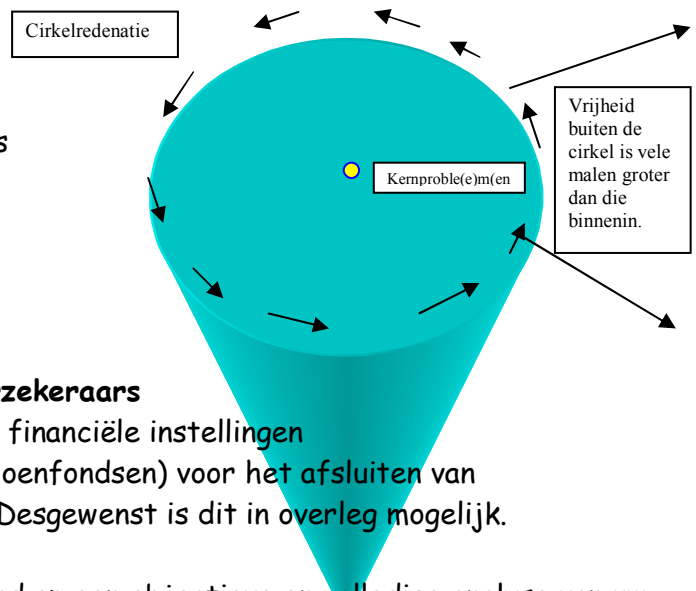 Cirkelredenatie
Vrijheid
buiten de
cirkel is vele
malen groter
dan die
binnenin.
s
Kernproble(e)m(en
zekeraars
financiële instellingen
oenfondsen) voor het afsluiten van
Desgewenst is dit in overleg mogelijk.